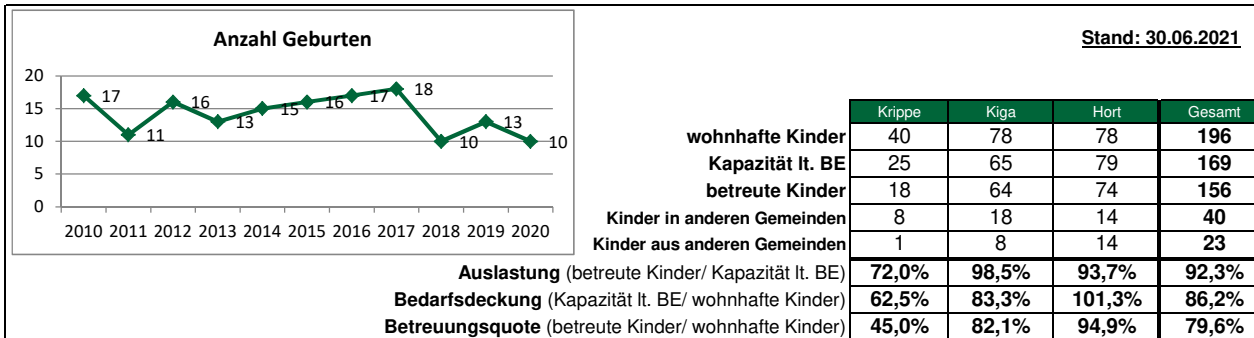 Anzahl Geburten
Stand: 30.06.2021
20
15
10
5
0
17
11
16
13
15
16
17
18
10
13
10
2010 2011 2012 2013 2014 2015 2016 2017 2018 2019 2020
Krippe Kiga Hort Gesamt
wohnhafte Kinder 40 78 78 196
Kapazität lt. BE 25 65 79 169
betreute Kinder 18 64 74 156
Kinder in anderen Gemeinden 8 18 14 40
Kinder aus anderen Gemeinden 1 8 14 23
Auslastung (betreute Kinder/ Kapazität lt. BE) 72,0% 98,5% 93,7% 92,3%
Bedarfsdeckung (Kapazität lt. BE/ wohnhafte Kinder) 62,5% 83,3% 101,3% 86,2%
Betreuungsquote (betreute Kinder/ wohnhafte Kinder) 45,0% 82,1% 94,9% 79,6%